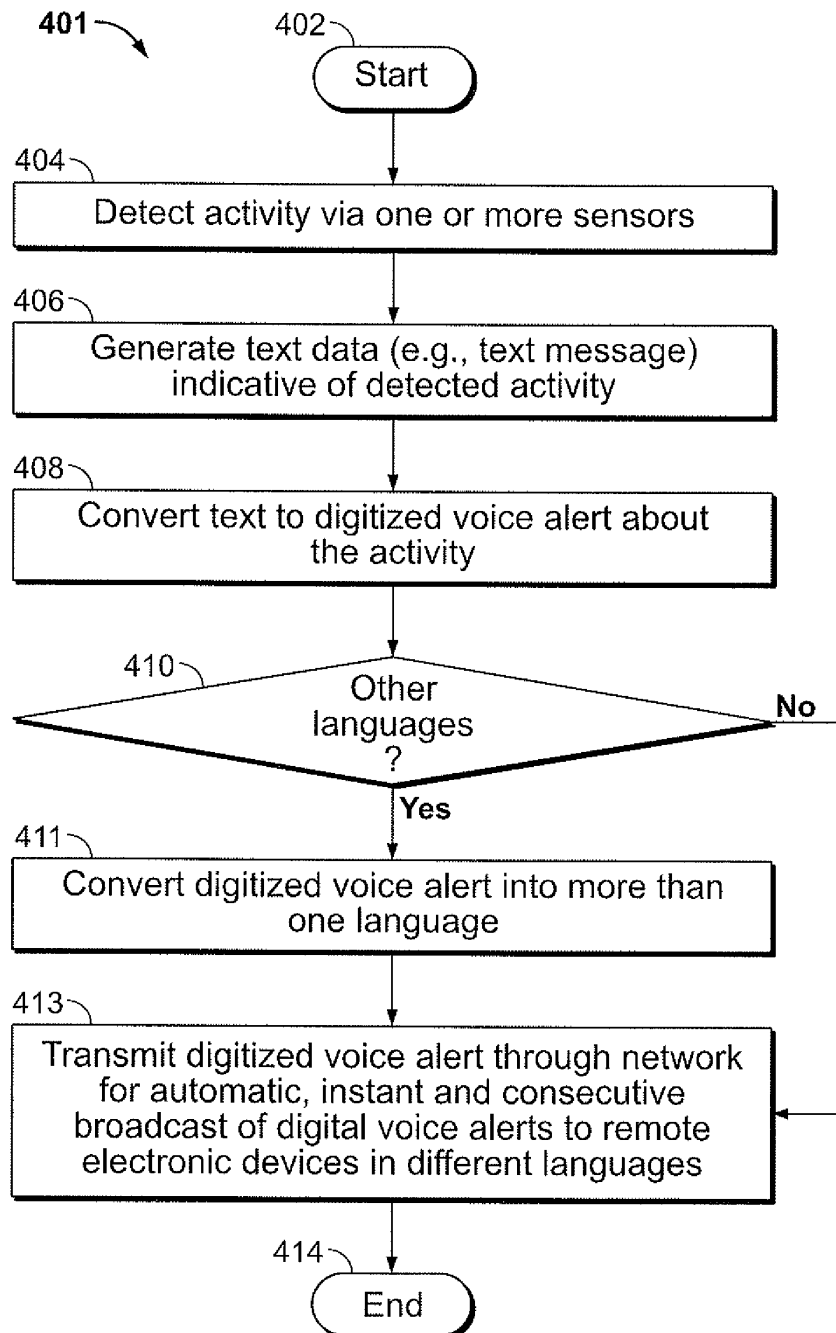 401
402
Start
404
Detect activity via one or more sensors
406
Generate text data (e.g., text message)
indicative of detected activity
408
Convert text to digitized voice alert about
the activity
410
Other
languages
?
No
Yes
411
Convert digitized voice alert into more than
one language
413
Transmit digitized voice alert through network
for automatic, instant and consecutive
broadcast of digital voice alerts to remote
electronic devices in different languages
414
End